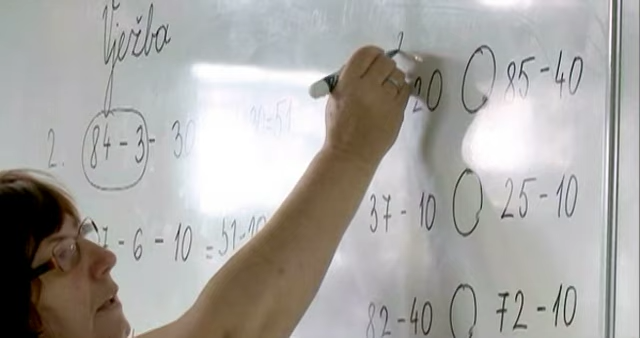 Vježba
2. 84-3- 30
7-6-10=51-10
20 ○ 85-40
37-10 ○ 25-10
82-40 ○ 72-10